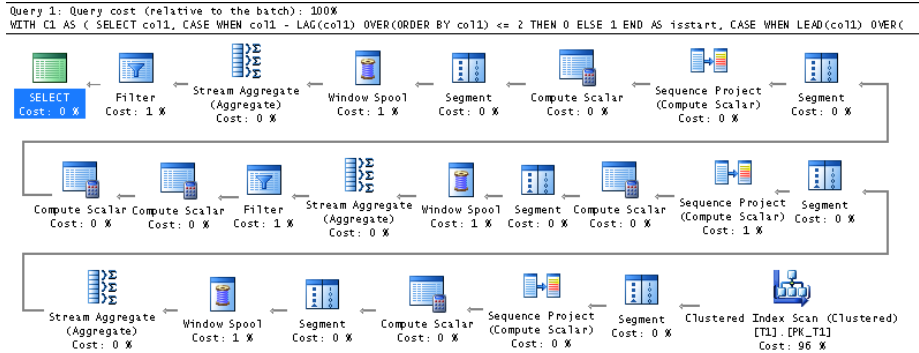 Query 1: Query cost (relative to the batch): 100%
WITH C1 AS ( SELECT col1, CASE WHEN col1 - LAG(col1) OVER(ORDER BY col1) <= 2 THEN 0 ELSE 1 END AS isstart, CASE WHEN LEAD(col1) OVER(
SELECT
Cost: 0 %
Filter
Cost: 1 %
Stream Aggregate
(Aggregate)
Cost: 0 %
Window Spool
Cost: 1 %
Segment
Cost: 0 %
Compute Scalar
Cost: 0 %
Sequence Project
(Compute Scalar)
Cost: 0 %
Segment
Cost: 0 %
Compute Scalar
Cost: 0 %
Compute Scalar
Cost: 0 %
Filter
Cost: 1 %
Stream Aggregate
(Aggregate)
Cost: 0 %
Window Spool
Cost: 1 %
Segment
Cost: 0 %
Compute Scalar
Cost: 0 %
Sequence Project
(Compute Scalar)
Cost: 1 %
Segment
Cost: 0 %
Stream Aggregate
(Aggregate)
Cost: 0 %
Window Spool
Cost: 1 %
Segment
Cost: 0 %
Compute Scalar
Cost: 0 %
Sequence Project
(Compute Scalar)
Cost: 0 %
Segment
Cost: 0 %
Clustered Index Scan (Clustered)
[T1].[PK_T1]
Cost: 96 %